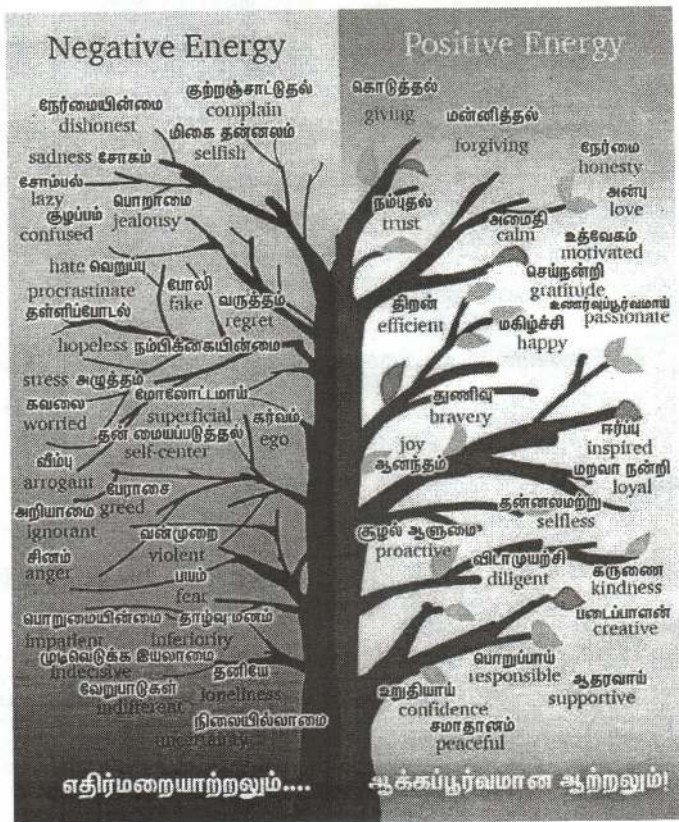 Negative Energy
Positive Energy
குற்றஞ்சாட்டுதல்
complain
நேர்மையின்மை
dishonest
மிகை தன்னலம்
selfish
sadness சோகம்
சோம்பல்
lazy
பொறாமை
jealousy
குழப்பம்
confused
hate வெறுப்பு
procrastinate
தள்ளிப்போடல்
போலி
fake
வருத்தம்
regret
hopeless நம்பிக்கையின்மை
stress அழுத்தம்
கவலை
worried
மோலோட்டமாய்
superficial
கர்வம்
ego
தன் மையப்படுத்தல்
self-center
வீம்பு
arrogant
பேராசை
greed
அறியாமை
ignorant
வன்முறை
violent
சினம்
anger
பயம்
fear
பொறுமையின்மை
impatient
தாழ்வு மனம்
inferiority
முடிவெடுக்க இயலாமை
indecisive
தனியே
loneliness
வேறுபாடுகள்
indifferent
நிலையில்லாமை
uncertainty
எதிர்மறையாற்றலும்....
கொடுத்தல்
giving
மன்னித்தல்
forgiving
நேர்மை
honesty
நம்புதல்
trust
அன்பு
love
அமைதி
calm
உத்வேகம்
motivated
செய்நன்றி
gratitude
திறன்
efficient
உணர்வுப்பூர்வமாய்
passionate
மகிழ்ச்சி
happy
துணிவு
bravery
joy
ஆனந்தம்
ஈர்ப்பு
inspired
மறவா நன்றி
loyal
தன்னலமற்று
selfless
சூழல் ஆளுமை
proactive
விடாமுயற்சி
diligent
கருணை
kindness
படைப்பாளன்
creative
பொறுப்பாய்
responsible
ஆதரவாய்
supportive
உறுதியாய்
confidence
சமாதானம்
peaceful
ஆக்கப்பூர்வமான ஆற்றலும்!